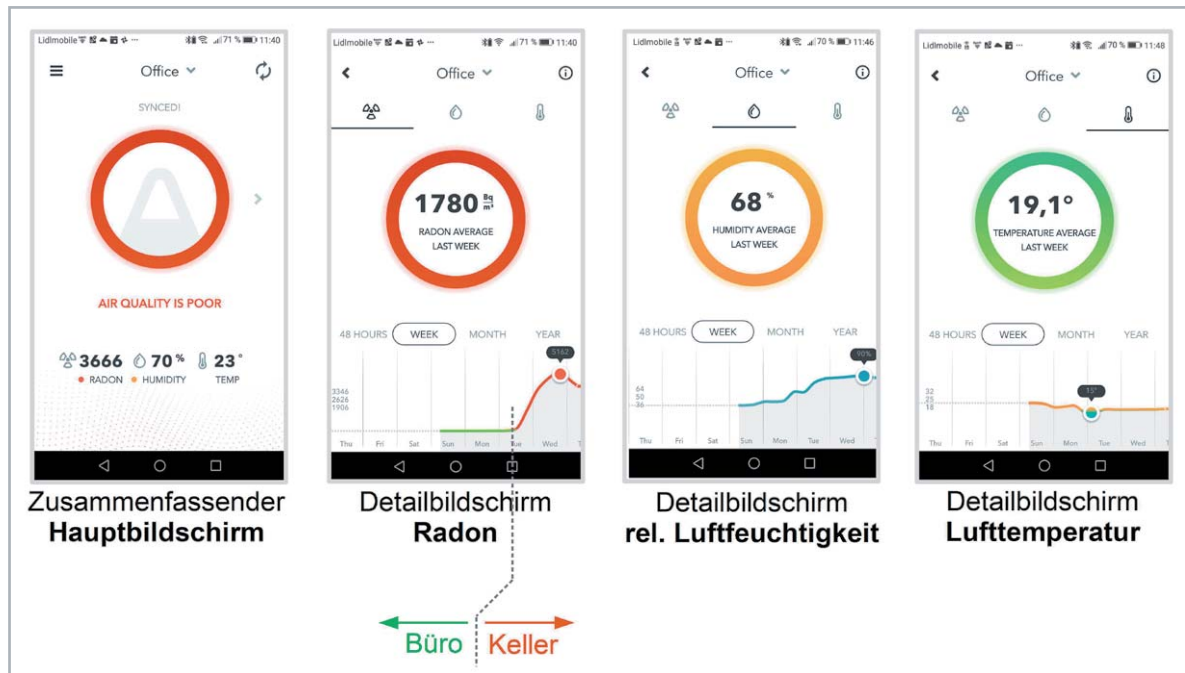 Lidlmobile 71 % 11:40
Office
SYNCED!
AIR QUALITY IS POOR
3666 70 % 23 °
RADON HUMIDITY TEMP
Zusammenfassender
Hauptbildschirm
Lidlmobile 71 % 11:40
Office
1780 Bq/m³
RADON AVERAGE
LAST WEEK
48 HOURS WEEK MONTH YEAR
5162
3346
2626
1906
Thu Fri Sat Sun Mon Tue Wed T
Detailbildschirm
Radon
Lidlmobile 70 % 11:46
Office
68 %
HUMIDITY AVERAGE
LAST WEEK
48 HOURS WEEK MONTH YEAR
90%
64
50
36
Thu Fri Sat Sun Mon Tue Wed T
Detailbildschirm
rel. Luftfeuchtigkeit
Lidlmobile 70 % 11:48
Office
19,1°
TEMPERATURE AVERAGE
LAST WEEK
48 HOURS WEEK MONTH YEAR
15°
32
25
18
Thu Fri Sat Sun Mon Tue Wed T
Detailbildschirm
Lufttemperatur
Büro Keller